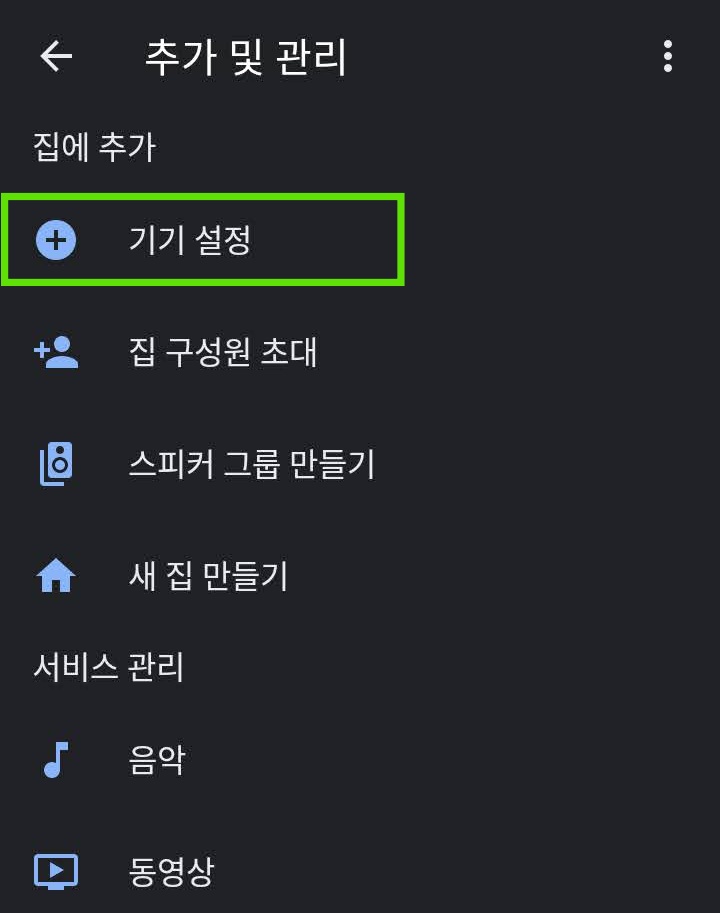 추가 및 관리
집에 추가
기기 설정
집 구성원 초대
스피커 그룹 만들기
새 집 만들기
서비스 관리
음악
동영상